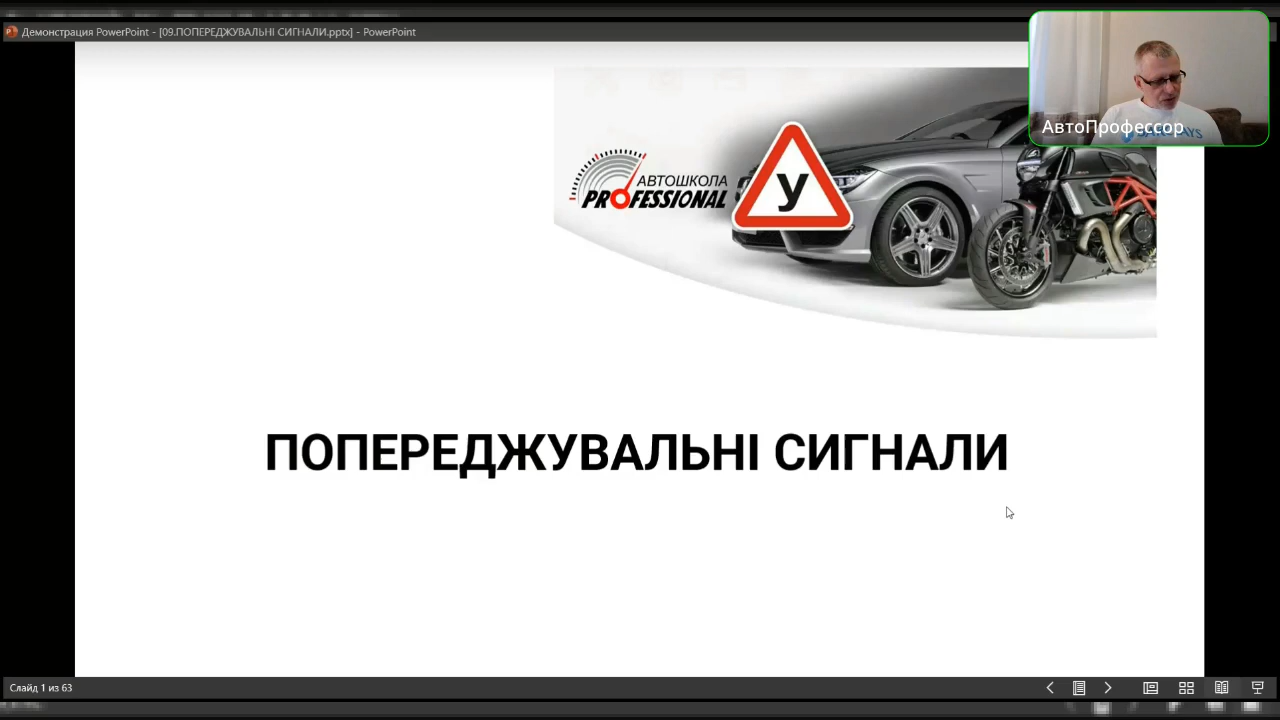 Демонстрация PowerPoint - [09.ПОПЕРЕДЖУВАЛЬНІ СИГНАЛИ.pptx] - PowerPoint
АвтоПрофессор
АВТОШКОЛА
PROFESSIONAL
У
ПОПЕРЕДЖУВАЛЬНІ СИГНАЛИ
Слайд 1 из 63